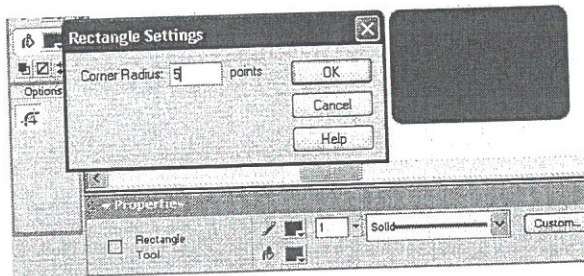 Rectangle Settings
Corner Radius: 5 points
OK
Cancel
Help
Options
Properties
Rectangle
Tool
1
Solid
Custom...